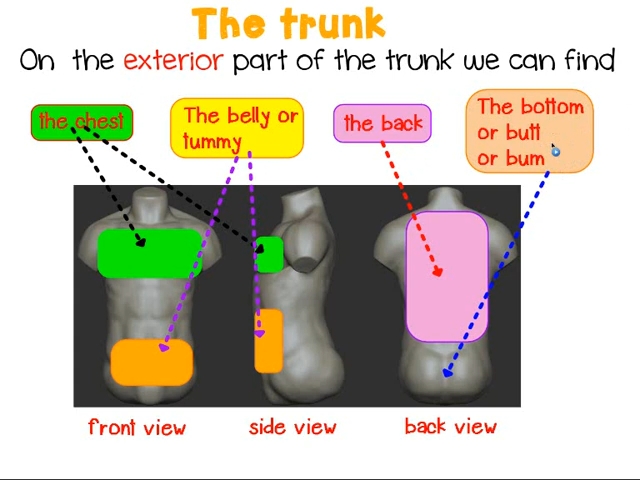 The trunk
On the exterior part of the trunk we can find
the chest
The belly or
tummy
the back
The bottom
or butt
or bum
front view
side view
back view